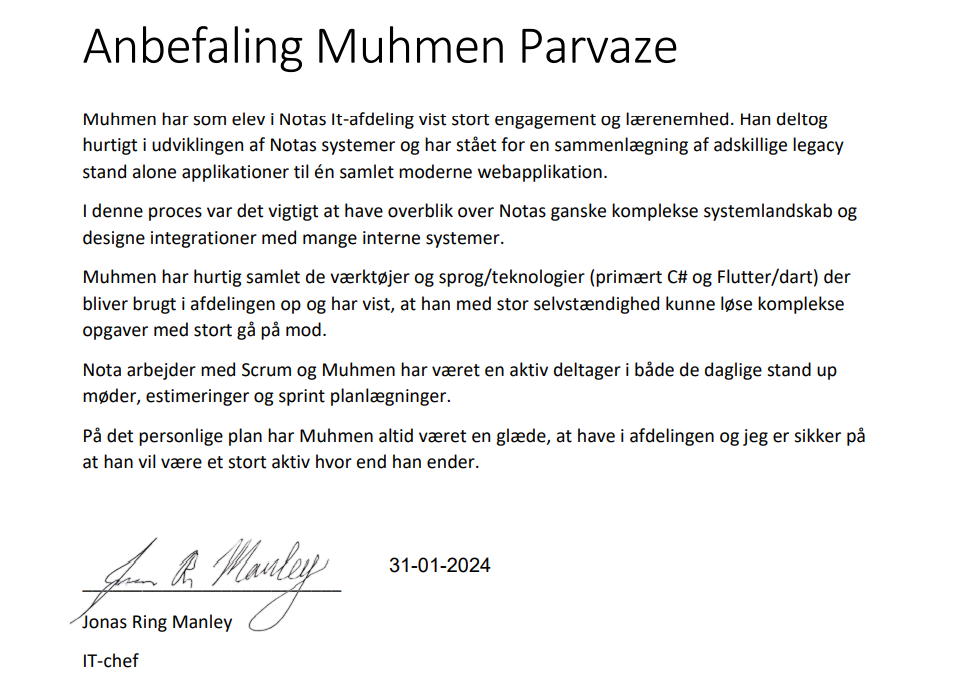 Anbefaling Muhmen Parvaze
Muhmen har som elev i Notas It-afdeling vist stort engagement og lærenemhed. Han deltog
hurtigt i udviklingen af Notas systemer og har stået for en sammenlægning af adskillige legacy
stand alone applikationer til én samlet moderne webapplikation.
I denne proces var det vigtigt at have overblik over Notas ganske komplekse systemlandskab og
designe integrationer med mange interne systemer.
Muhmen har hurtig samlet de værktøjer og sprog/teknologier (primært C# og Flutter/dart) der
bliver brugt i afdelingen op og har vist, at han med stor selvstændighed kunne løse komplekse
opgaver med stort gå på mod.
Nota arbejder med Scrum og Muhmen har været en aktiv deltager i både de daglige stand up
møder, estimeringer og sprint planlægninger.
På det personlige plan har Muhmen altid været en glæde, at have i afdelingen og jeg er sikker på
at han vil være et stort aktiv hvor end han ender.
Jonas R Manley 31-01-2024
Jonas Ring Manley
IT-chef